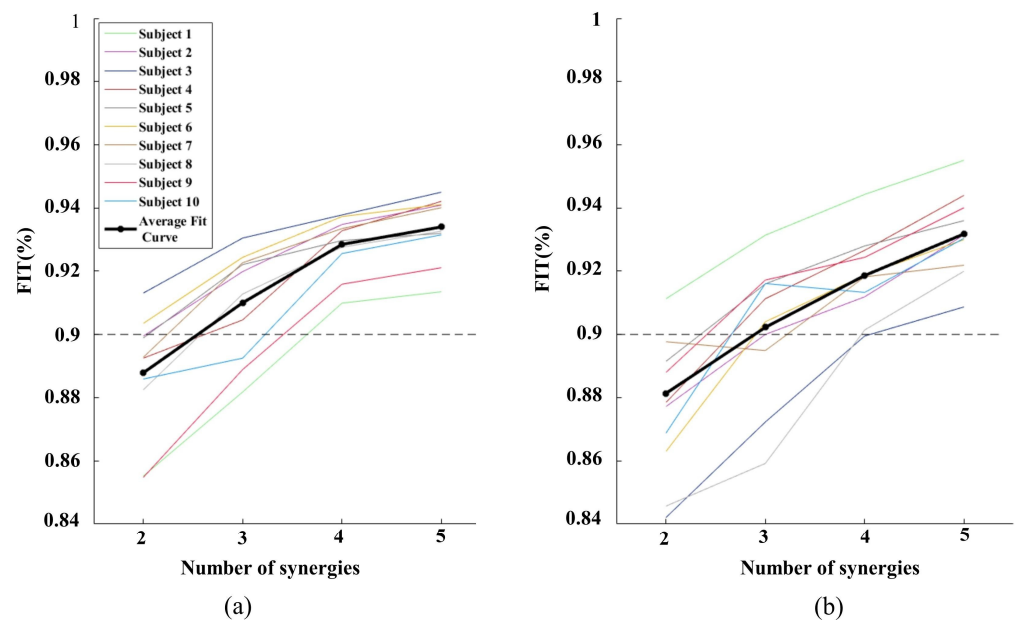 1
0.98
0.96
0.94
0.92
0.9
0.88
0.86
0.84
FIT(%)
Subject 1
Subject 2
Subject 3
Subject 4
Subject 5
Subject 6
Subject 7
Subject 8
Subject 9
Subject 10
Average Fit
Curve
2 3 4 5
Number of synergies
(a)
1
0.98
0.96
0.94
0.92
0.9
0.88
0.86
0.84
FIT(%)
2 3 4 5
Number of synergies
(b)